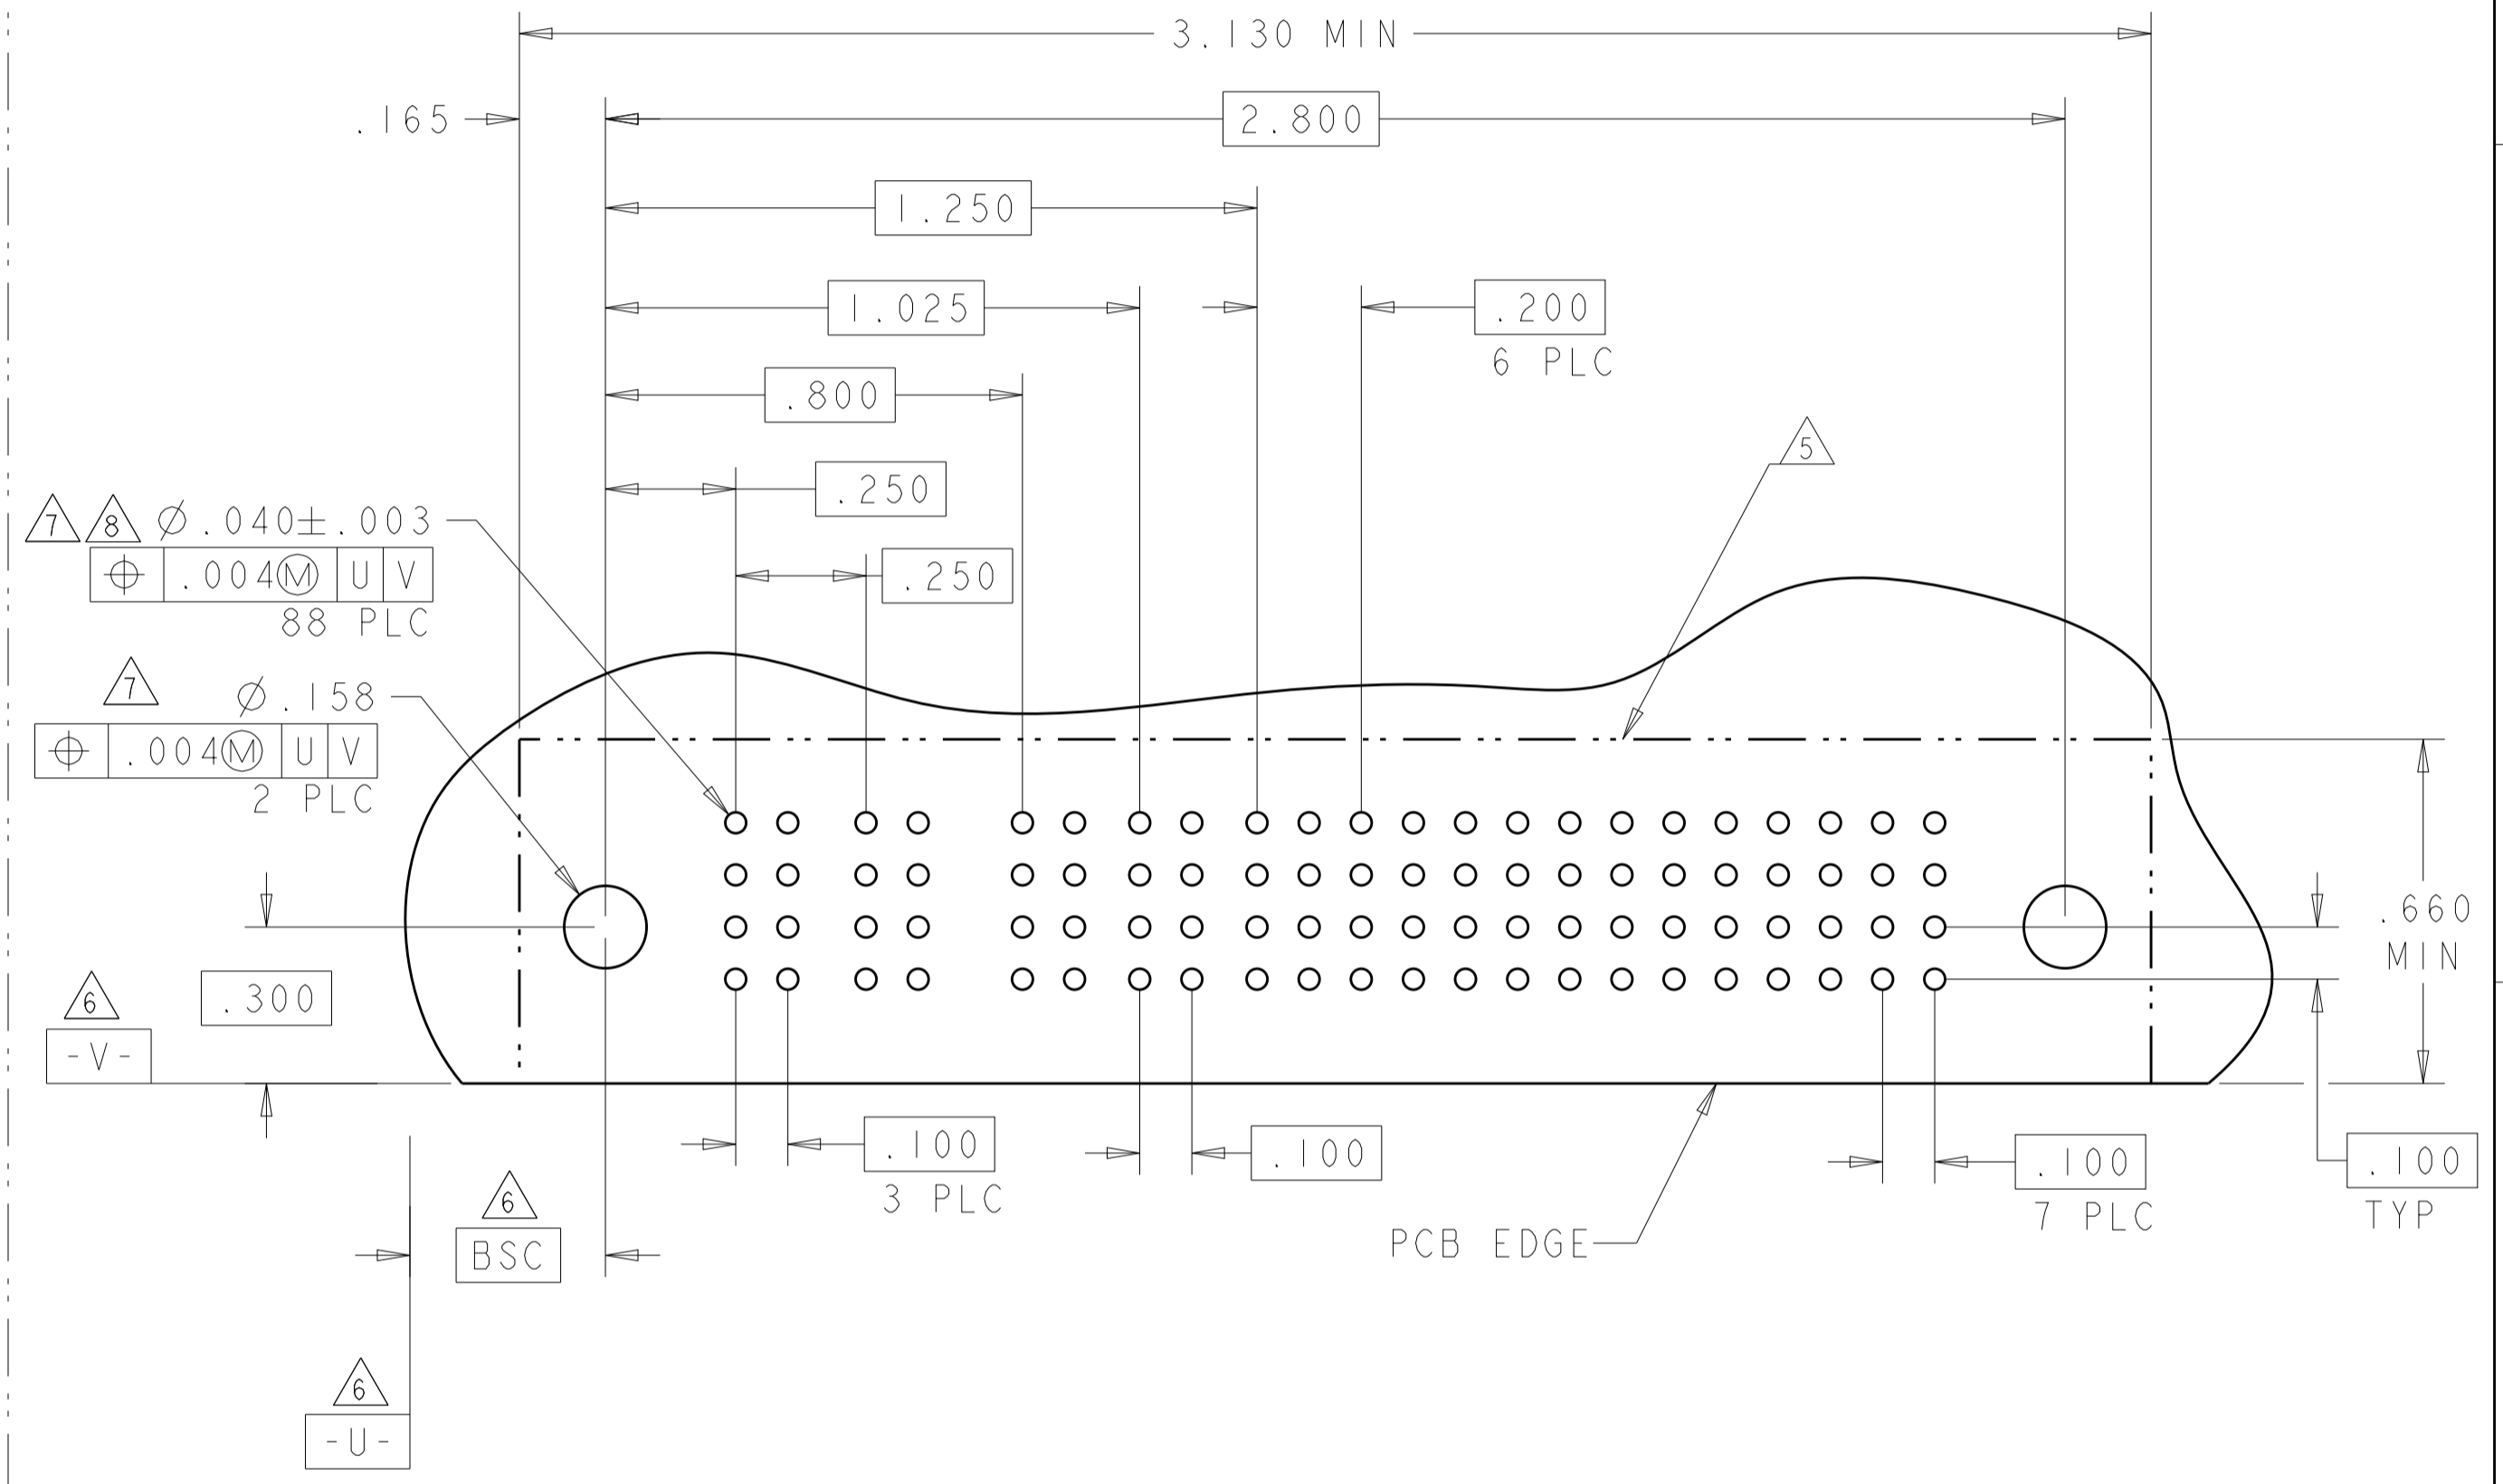 3.130 MIN
.165
2.800
1.250
1.025
.200
6 PLC
.800
5
.250
7 8 Ø.040±.003
⌖ .004Ⓜ U V
88 PLC
.250
7 Ø.158
⌖ .004Ⓜ U V
2 PLC
.660
MIN
6
.300
-V-
.100
3 PLC
.100
.100
7 PLC
.100
TYP
6
BSC
PCB EDGE
6
-U-